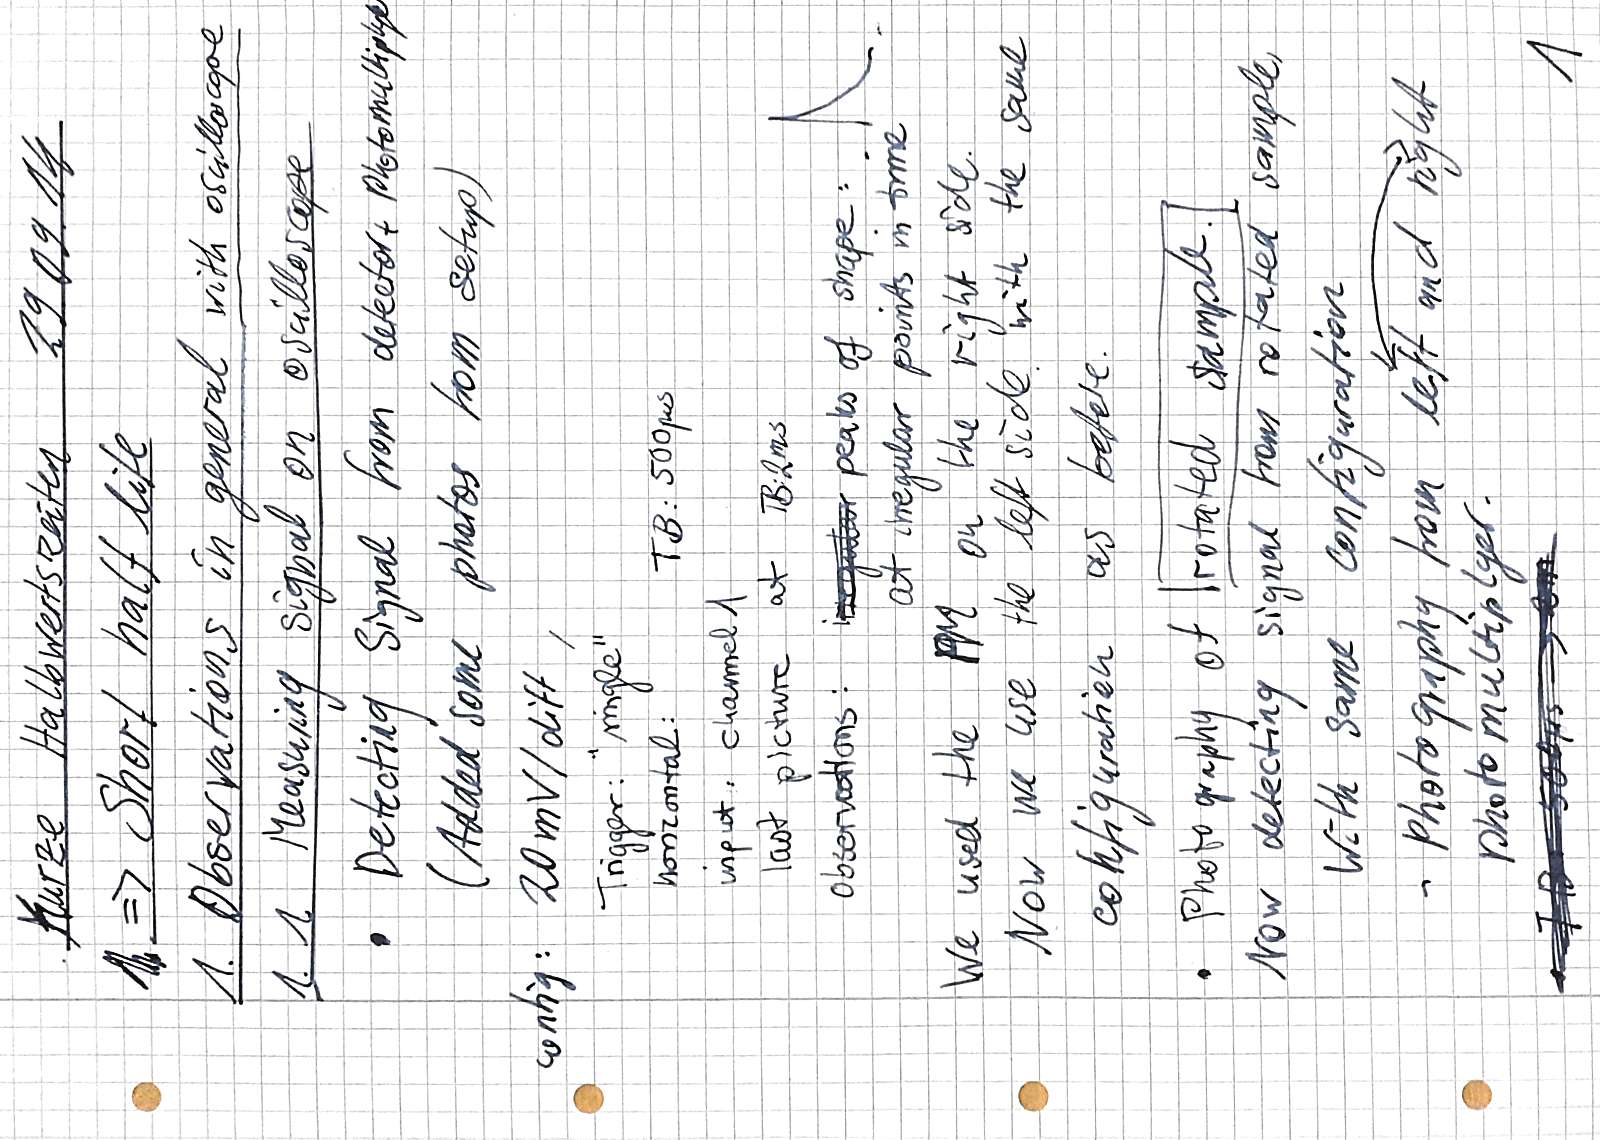 Kurze Halbwertszeiten 29.09.14
=> Short half life
1. Observations in general with oscilloscope
1.1 Measuring signal on oscilloscope
• Detecting Signal from detector + Photomultiplyer
(Added some photos from setup)
config: 20mV/diff,
Trigger: "single"
horizontal: TB: 500µs
input: channel 1
last picture at TB:2ms
observations: peaks of shape:
at irregular points in time
We used the PM on the right side.
Now we use the left side. with the same
configuration as before.
• Photography of rotated sample.
Now detecting signal from rotated sample,
With same configuration
- Photography from left and right
photomultiplyer.
1